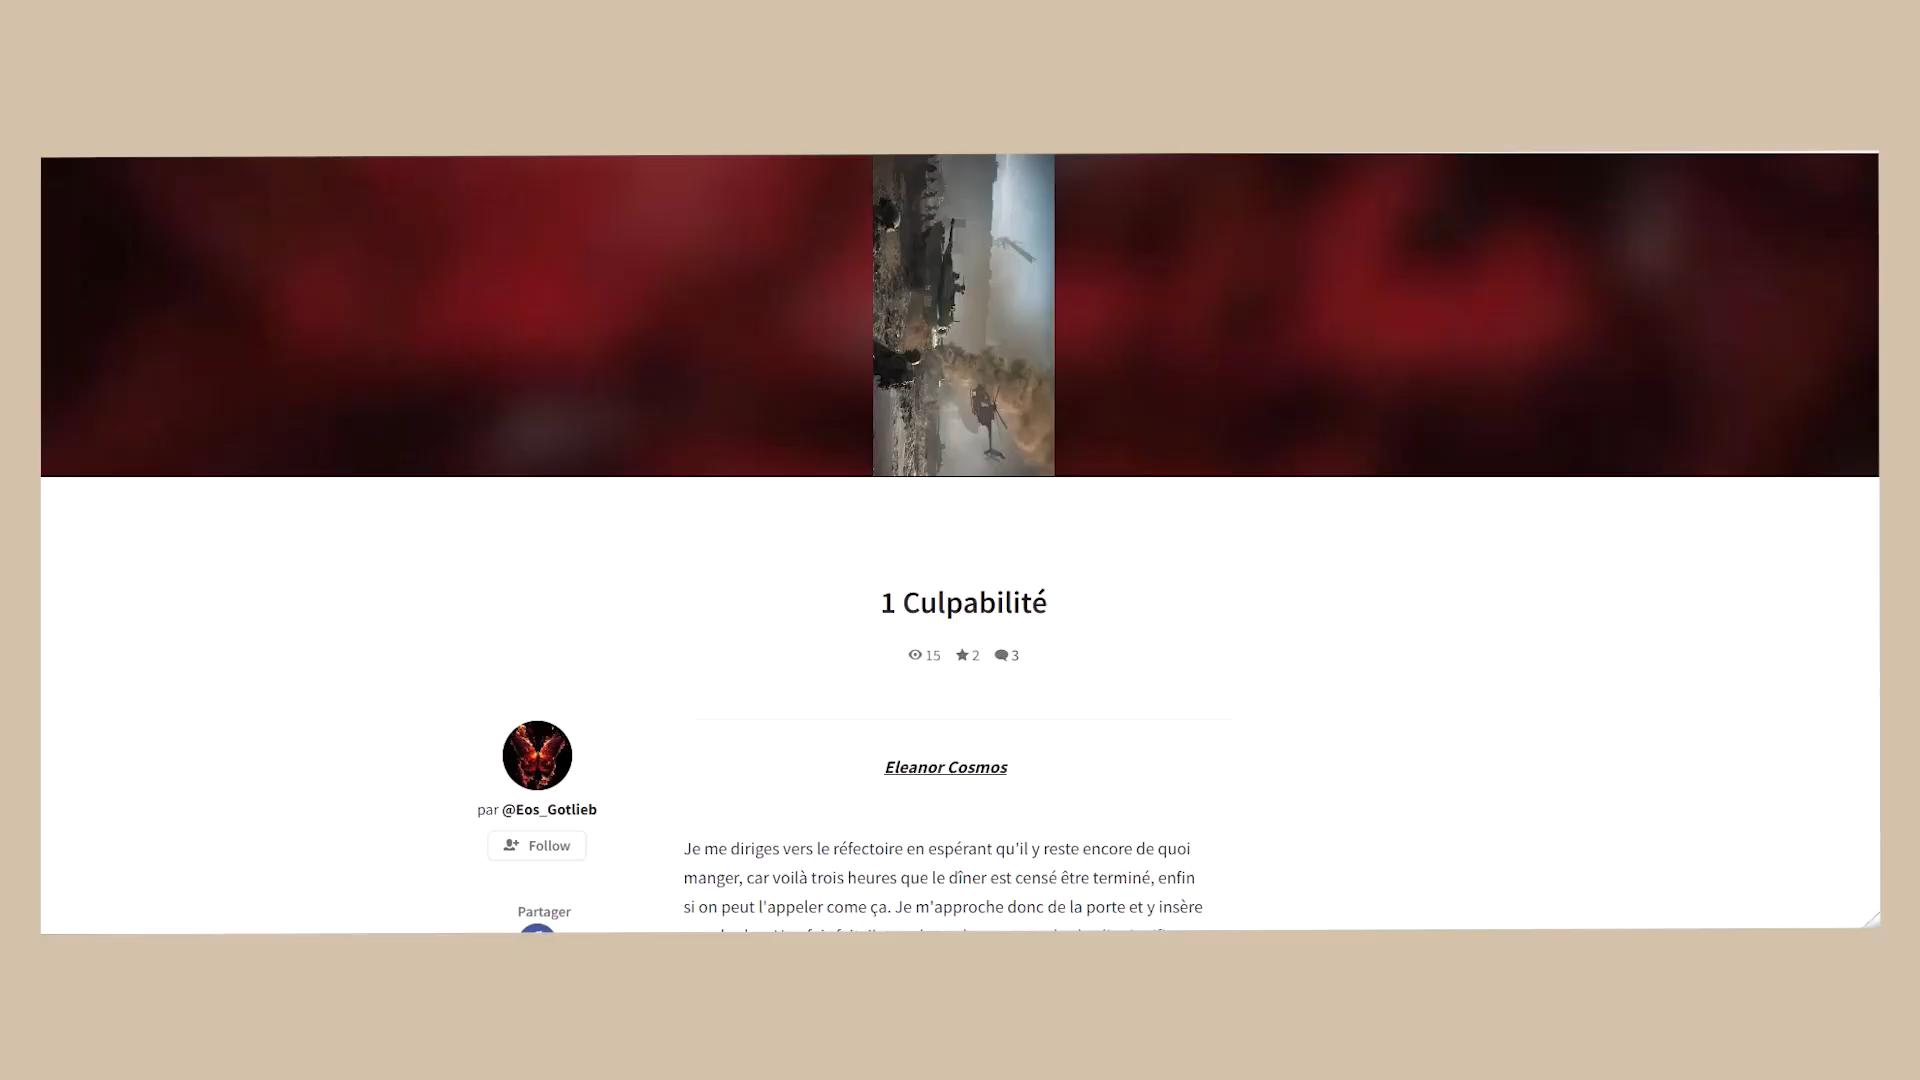 1 Culpabilité
15 2 3
Eleanor Cosmos
par @Eos_Gotlieb
Follow
Partager
Je me diriges vers le réfectoire en espérant qu'il y reste encore de quoi
manger, car voilà trois heures que le dîner est censé être terminé, enfin
si on peut l'appeler come ça. Je m'approche donc de la porte et y insère